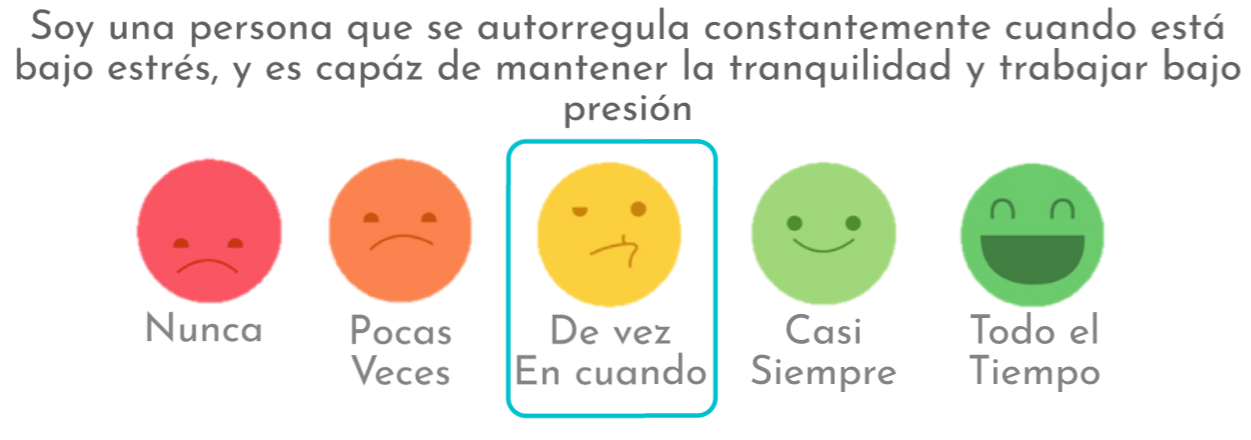 Soy una persona que se autorregula constantemente cuando está
bajo estrés, y es capáz de mantener la tranquilidad y trabajar bajo
presión
Nunca
Pocas
Veces
De vez
En cuando
Casi
Siempre
Todo el
Tiempo